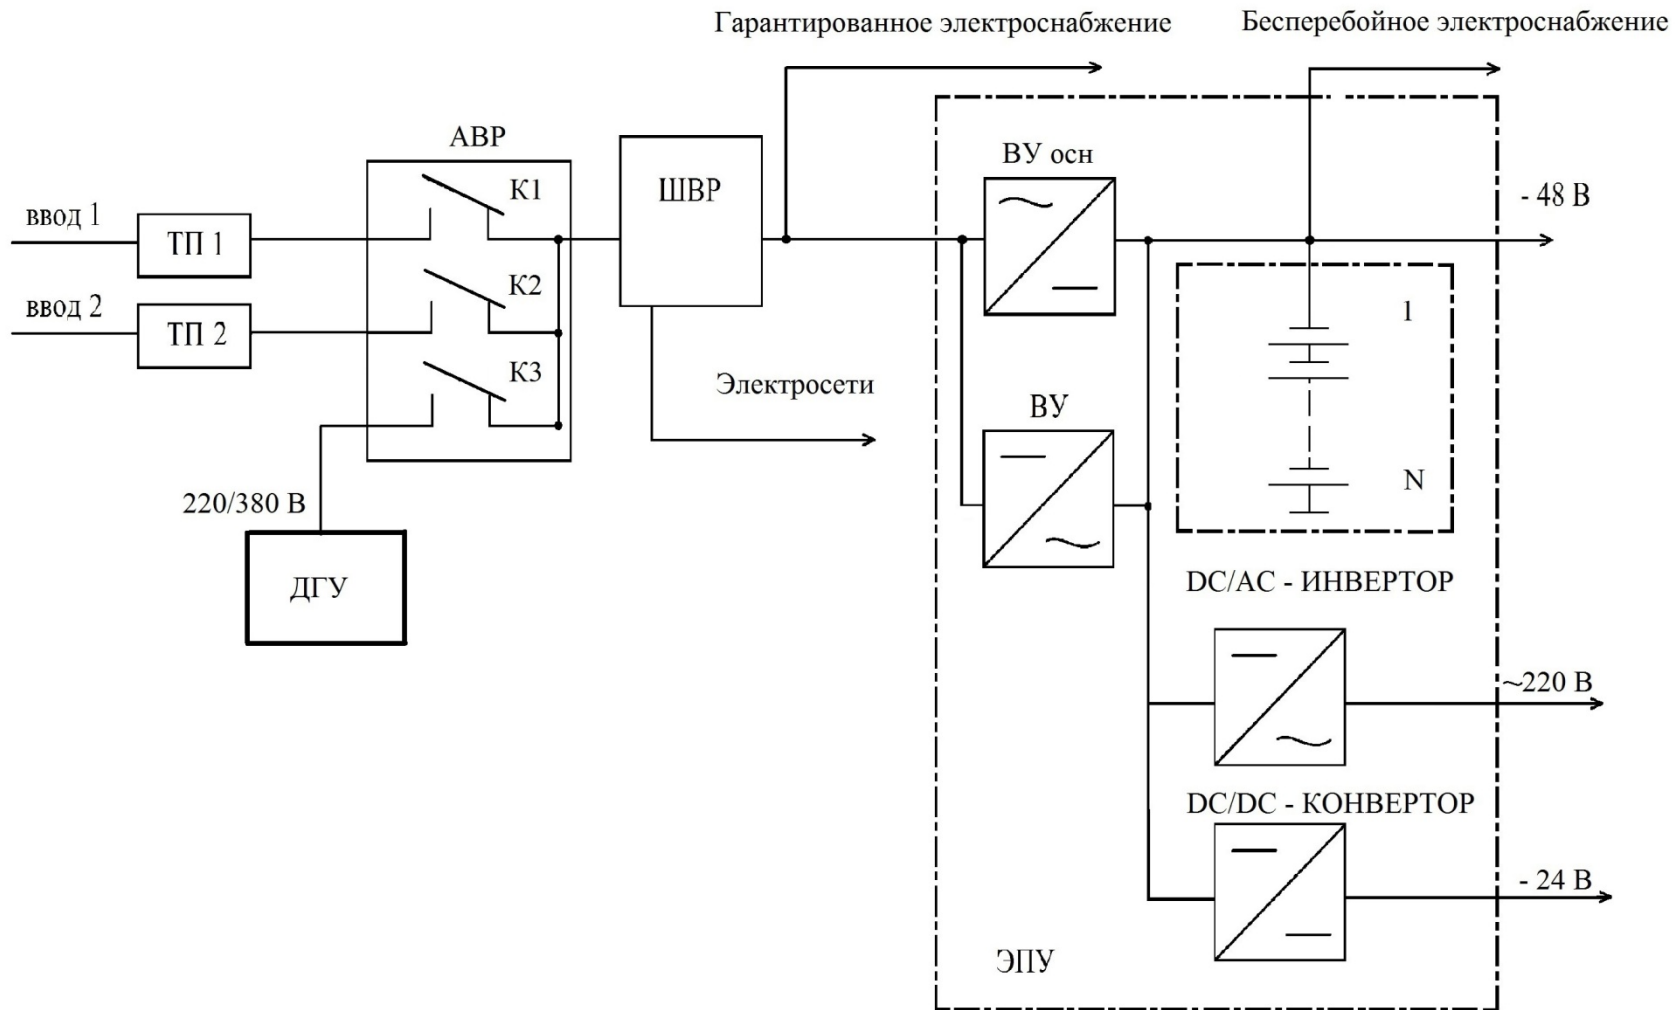 Гарантированное электроснабжение
Бесперебойное электроснабжение
АВР
ВУ осн
ввод 1
ТП 1
К1
ШВР
- 48 В
ввод 2
ТП 2
К2
1
К3
Электросети
ВУ
N
220/380 В
ДГУ
DC/AC - ИНВЕРТОР
~220 В
DC/DC - КОНВЕРТОР
- 24 В
ЭПУ